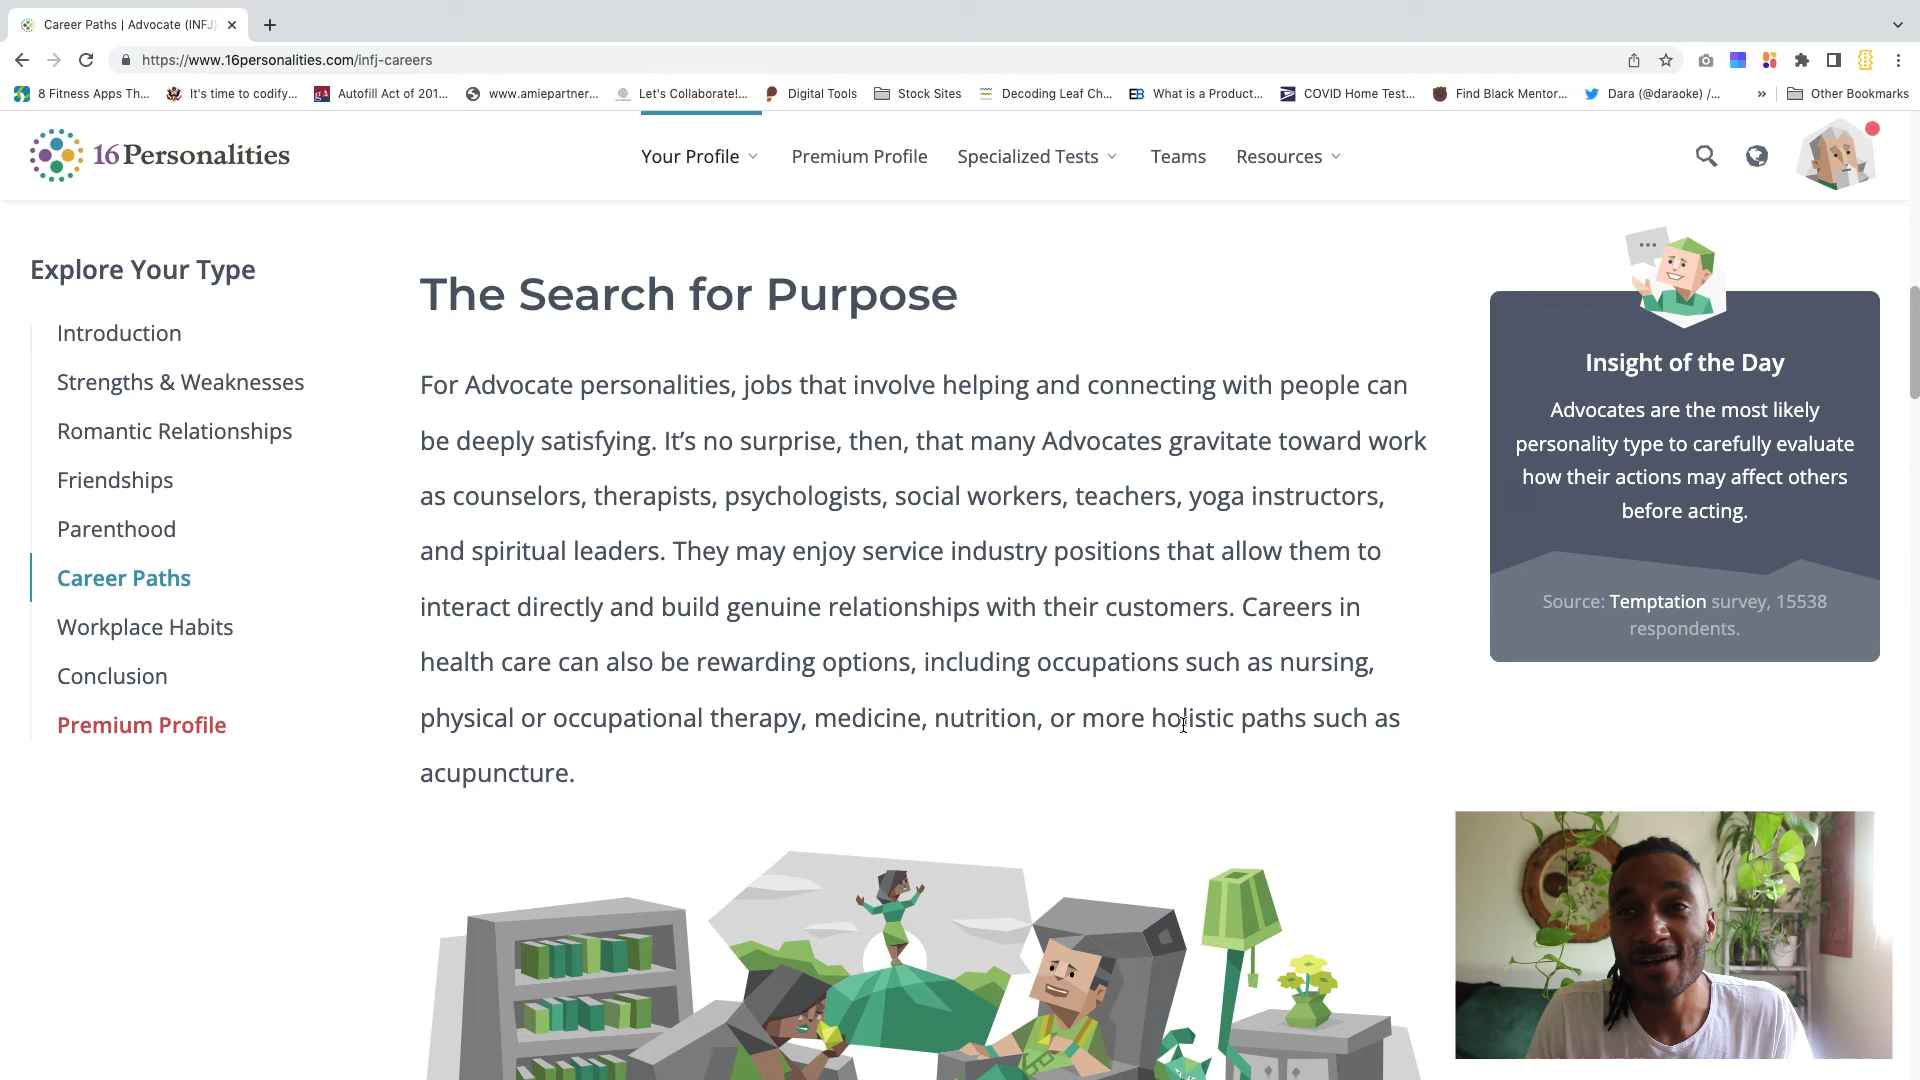 Career Paths | Advocate (INFJ)
https://www.16personalities.com/infj-careers
8 Fitness Apps Th...
It's time to codify...
Autofill Act of 201...
www.amiepartner...
Let's Collaborate!...
Digital Tools
Stock Sites
Decoding Leaf Ch...
What is a Product...
COVID Home Test...
Find Black Mentor...
Dara (@daraoke) /...
»
Other Bookmarks
16Personalities
Your Profile
Premium Profile
Specialized Tests
Teams
Resources
Explore Your Type
Introduction
Strengths & Weaknesses
Romantic Relationships
Friendships
Parenthood
Career Paths
Workplace Habits
Conclusion
Premium Profile
The Search for Purpose
For Advocate personalities, jobs that involve helping and connecting with people can
be deeply satisfying. It’s no surprise, then, that many Advocates gravitate toward work
as counselors, therapists, psychologists, social workers, teachers, yoga instructors,
and spiritual leaders. They may enjoy service industry positions that allow them to
interact directly and build genuine relationships with their customers. Careers in
health care can also be rewarding options, including occupations such as nursing,
physical or occupational therapy, medicine, nutrition, or more holistic paths such as
acupuncture.
Insight of the Day
Advocates are the most likely
personality type to carefully evaluate
how their actions may affect others
before acting.
Source: Temptation survey, 15538
respondents.